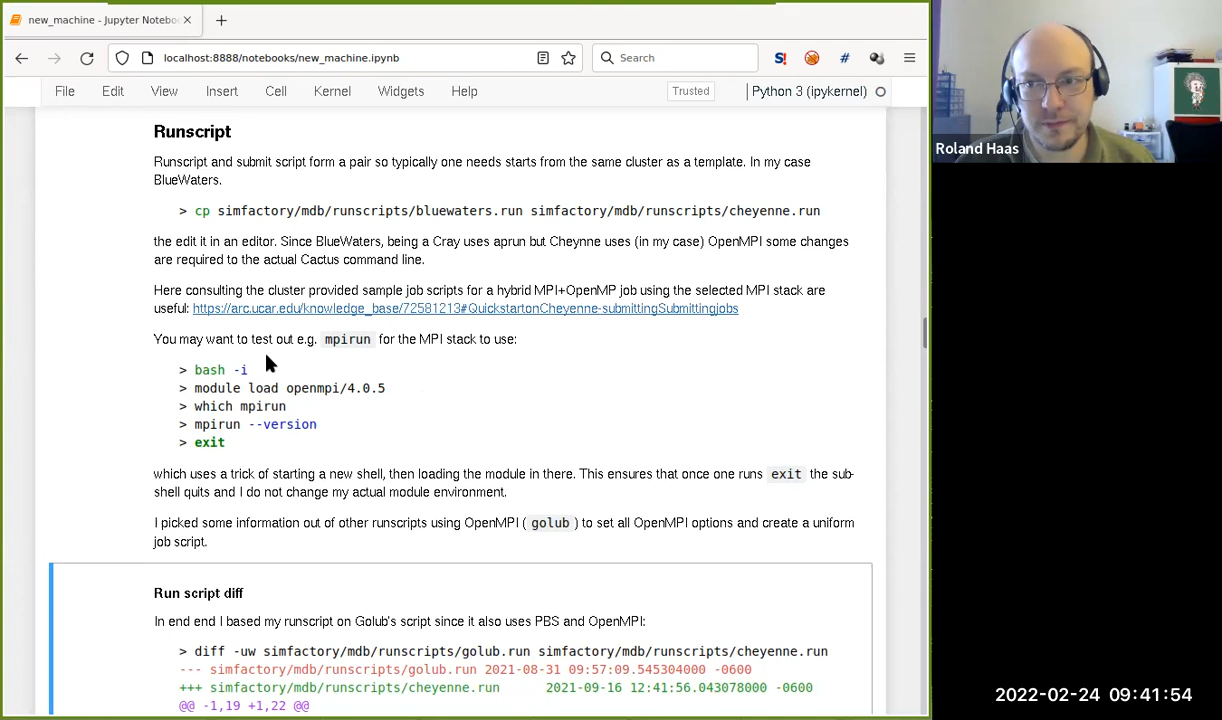 new_machine - Jupyter Notebo
localhost:8888/notebooks/new_machine.ipynb
Search
S!
#
File Edit View Insert Cell Kernel Widgets Help
Trusted
Python 3 (ipykernel)
Roland Haas
Runscript
Runscript and submit script form a pair so typically one needs starts from the same cluster as a template. In my case
BlueWaters.
> cp simfactory/mdb/runscripts/bluewaters.run simfactory/mdb/runscripts/cheyenne.run
the edit it in an editor. Since BlueWaters, being a Cray uses aprun but Cheynne uses (in my case) OpenMPI some changes
are required to the actual Cactus command line.
Here consulting the cluster provided sample job scripts for a hybrid MPI+OpenMP job using the selected MPI stack are
useful: https://arc.ucar.edu/knowledge_base/72581213#QuickstartonCheyenne-submittingSubmittingjobs
You may want to test out e.g. mpirun for the MPI stack to use:
> bash -i
> module load openmpi/4.0.5
> which mpirun
> mpirun --version
> exit
which uses a trick of starting a new shell, then loading the module in there. This ensures that once one runs exit the sub-
shell quits and I do not change my actual module environment.
I picked some information out of other runscripts using OpenMPI ( golub ) to set all OpenMPI options and create a uniform
job script.
Run script diff
In end end I based my runscript on Golub's script since it also uses PBS and OpenMPI:
> diff -uw simfactory/mdb/runscripts/golub.run simfactory/mdb/runscripts/cheyenne.run
--- simfactory/mdb/runscripts/golub.run 2021-08-31 09:57:09.545304000 -0600
+++ simfactory/mdb/runscripts/cheyenne.run 2021-09-16 12:41:56.043078000 -0600
@@ -1,19 +1,22 @@
2022-02-24 09:41:54